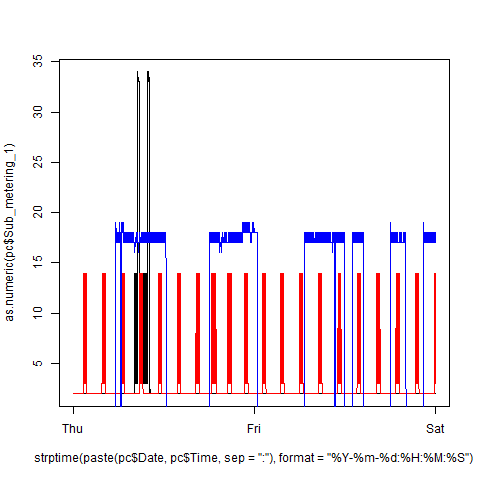 as.numeric(pc$Sub_metering_1)
35
30
25
20
15
10
5
Thu Fri Sat
strptime(paste(pc$Date, pc$Time, sep = ":"), format = "%Y-%m-%d:%H:%M:%S")